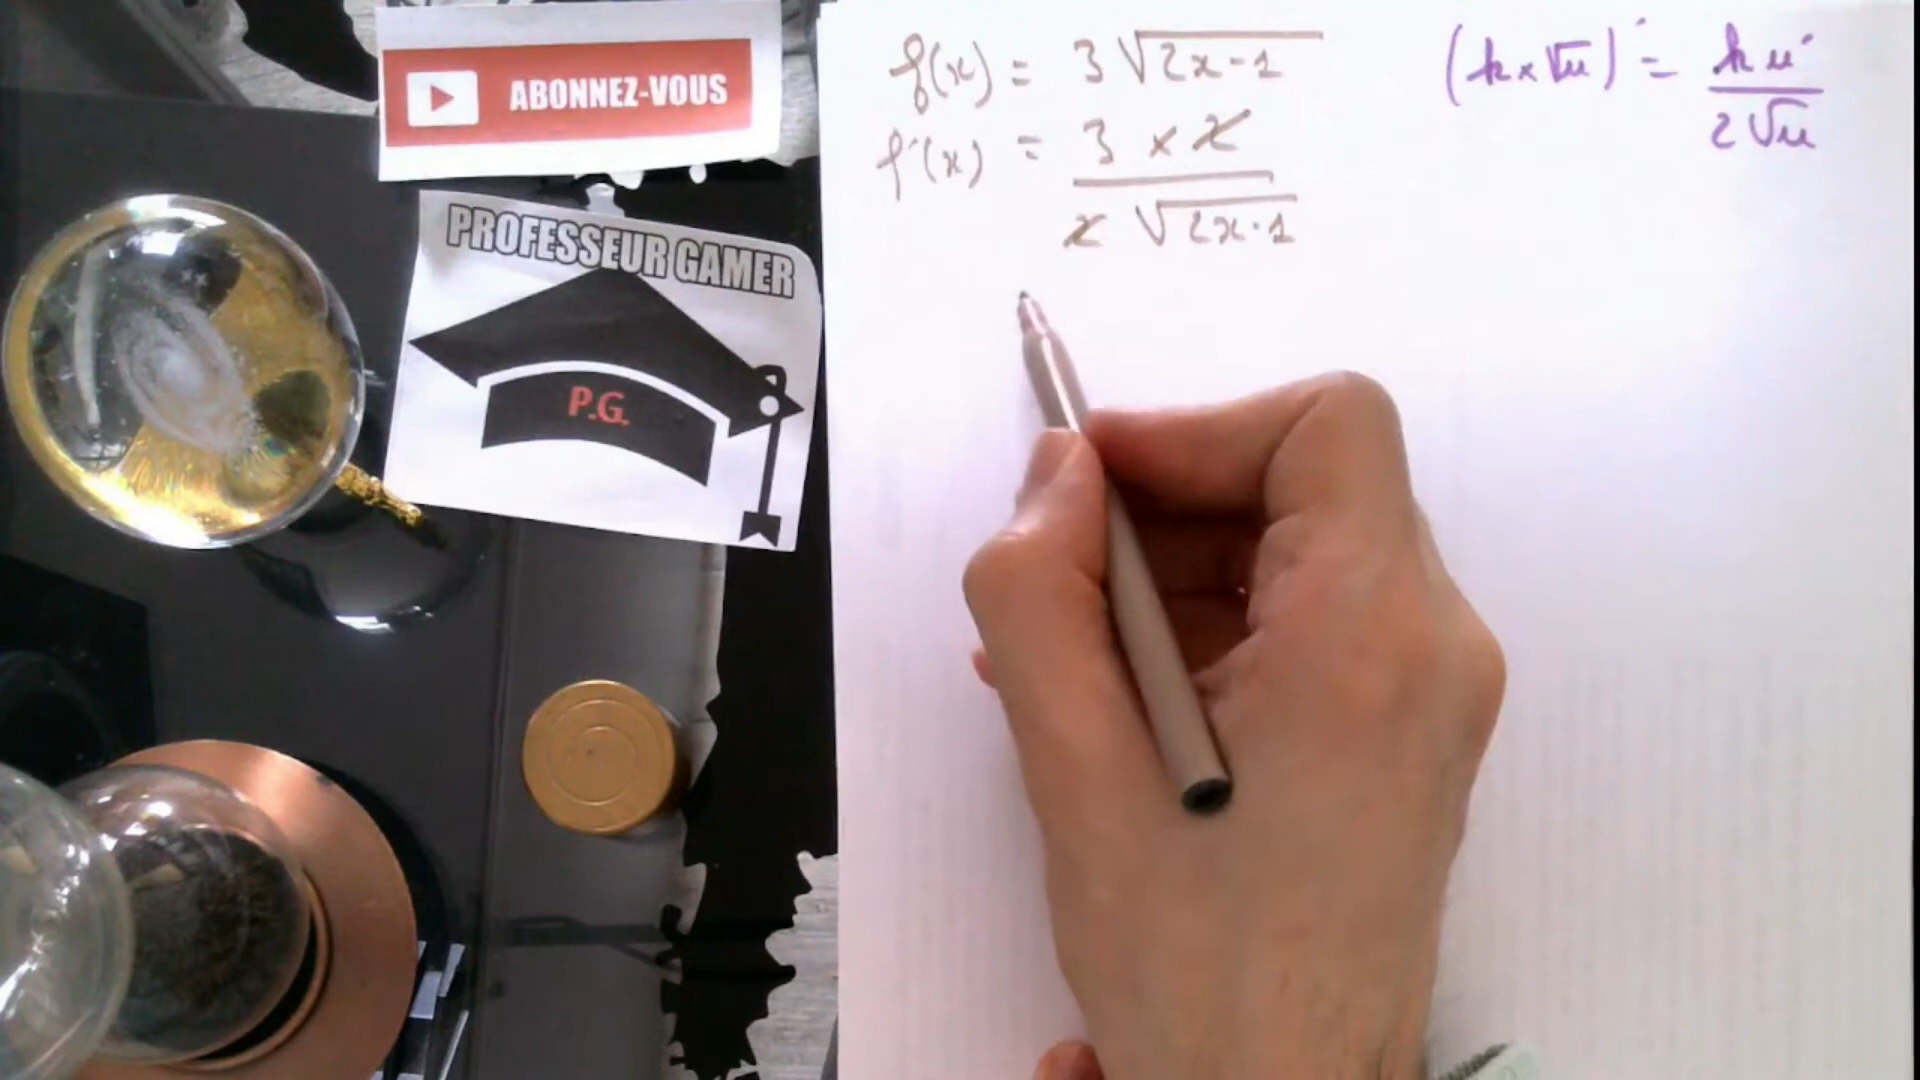 ABONNEZ-VOUS
PROFESSEUR GAMER
P.G.
f(x) = 3√(2x-1)
f'(x) = (3 × 2)/(2√(2x-1))
(k×√u)' = ku'/(2√u)